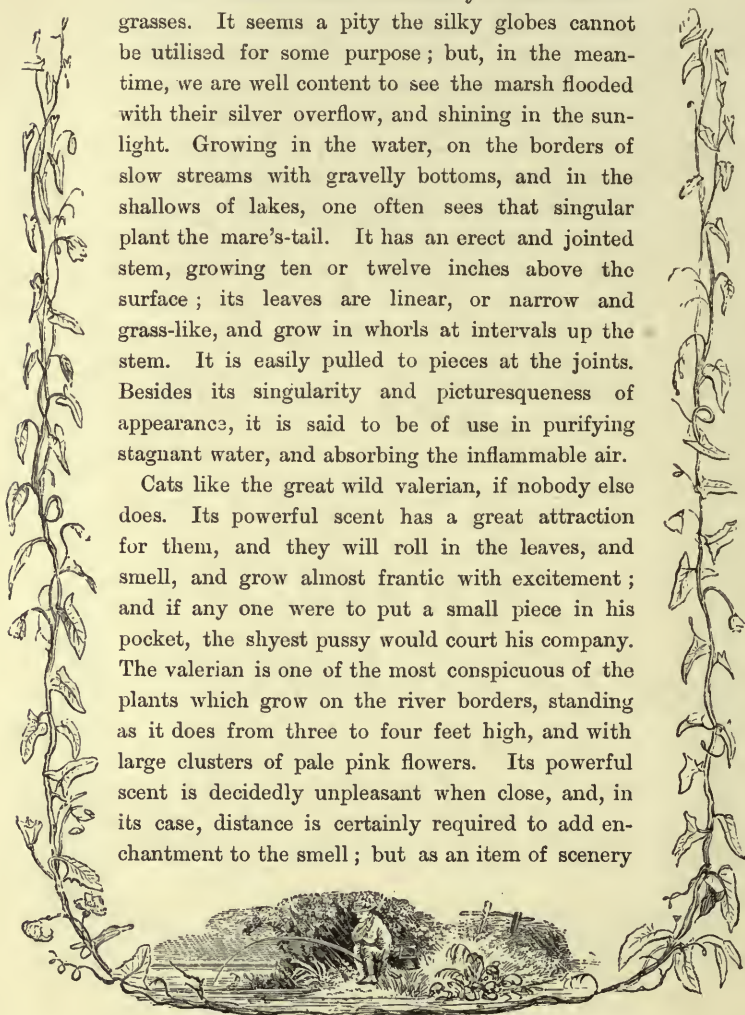 grasses. It seems a pity the silky globes cannot
be utilised for some purpose ; but, in the mean-
time, we are well content to see the marsh flooded
with their silver overflow, and shining in the sun-
light. Growing in the water, on the borders of
slow streams with gravelly bottoms, and in the
shallows of lakes, one often sees that singular
plant the mare's-tail. It has an erect and jointed
stem, growing ten or twelve inches above the
surface ; its leaves are linear, or narrow and
grass-like, and grow in whorls at intervals up the
stem. It is easily pulled to pieces at the joints.
Besides its singularity and picturesqueness of
appearance, it is said to be of use in purifying
stagnant water, and absorbing the inflammable air.
Cats like the great wild valerian, if nobody else
does. Its powerful scent has a great attraction
for them, and they will roll in the leaves, and
smell, and grow almost frantic with excitement ;
and if any one were to put a small piece in his
pocket, the shyest pussy would court his company.
The valerian is one of the most conspicuous of the
plants which grow on the river borders, standing
as it does from three to four feet high, and with
large clusters of pale pink flowers. Its powerful
scent is decidedly unpleasant when close, and, in
its case, distance is certainly required to add en-
chantment to the smell ; but as an item of scenery